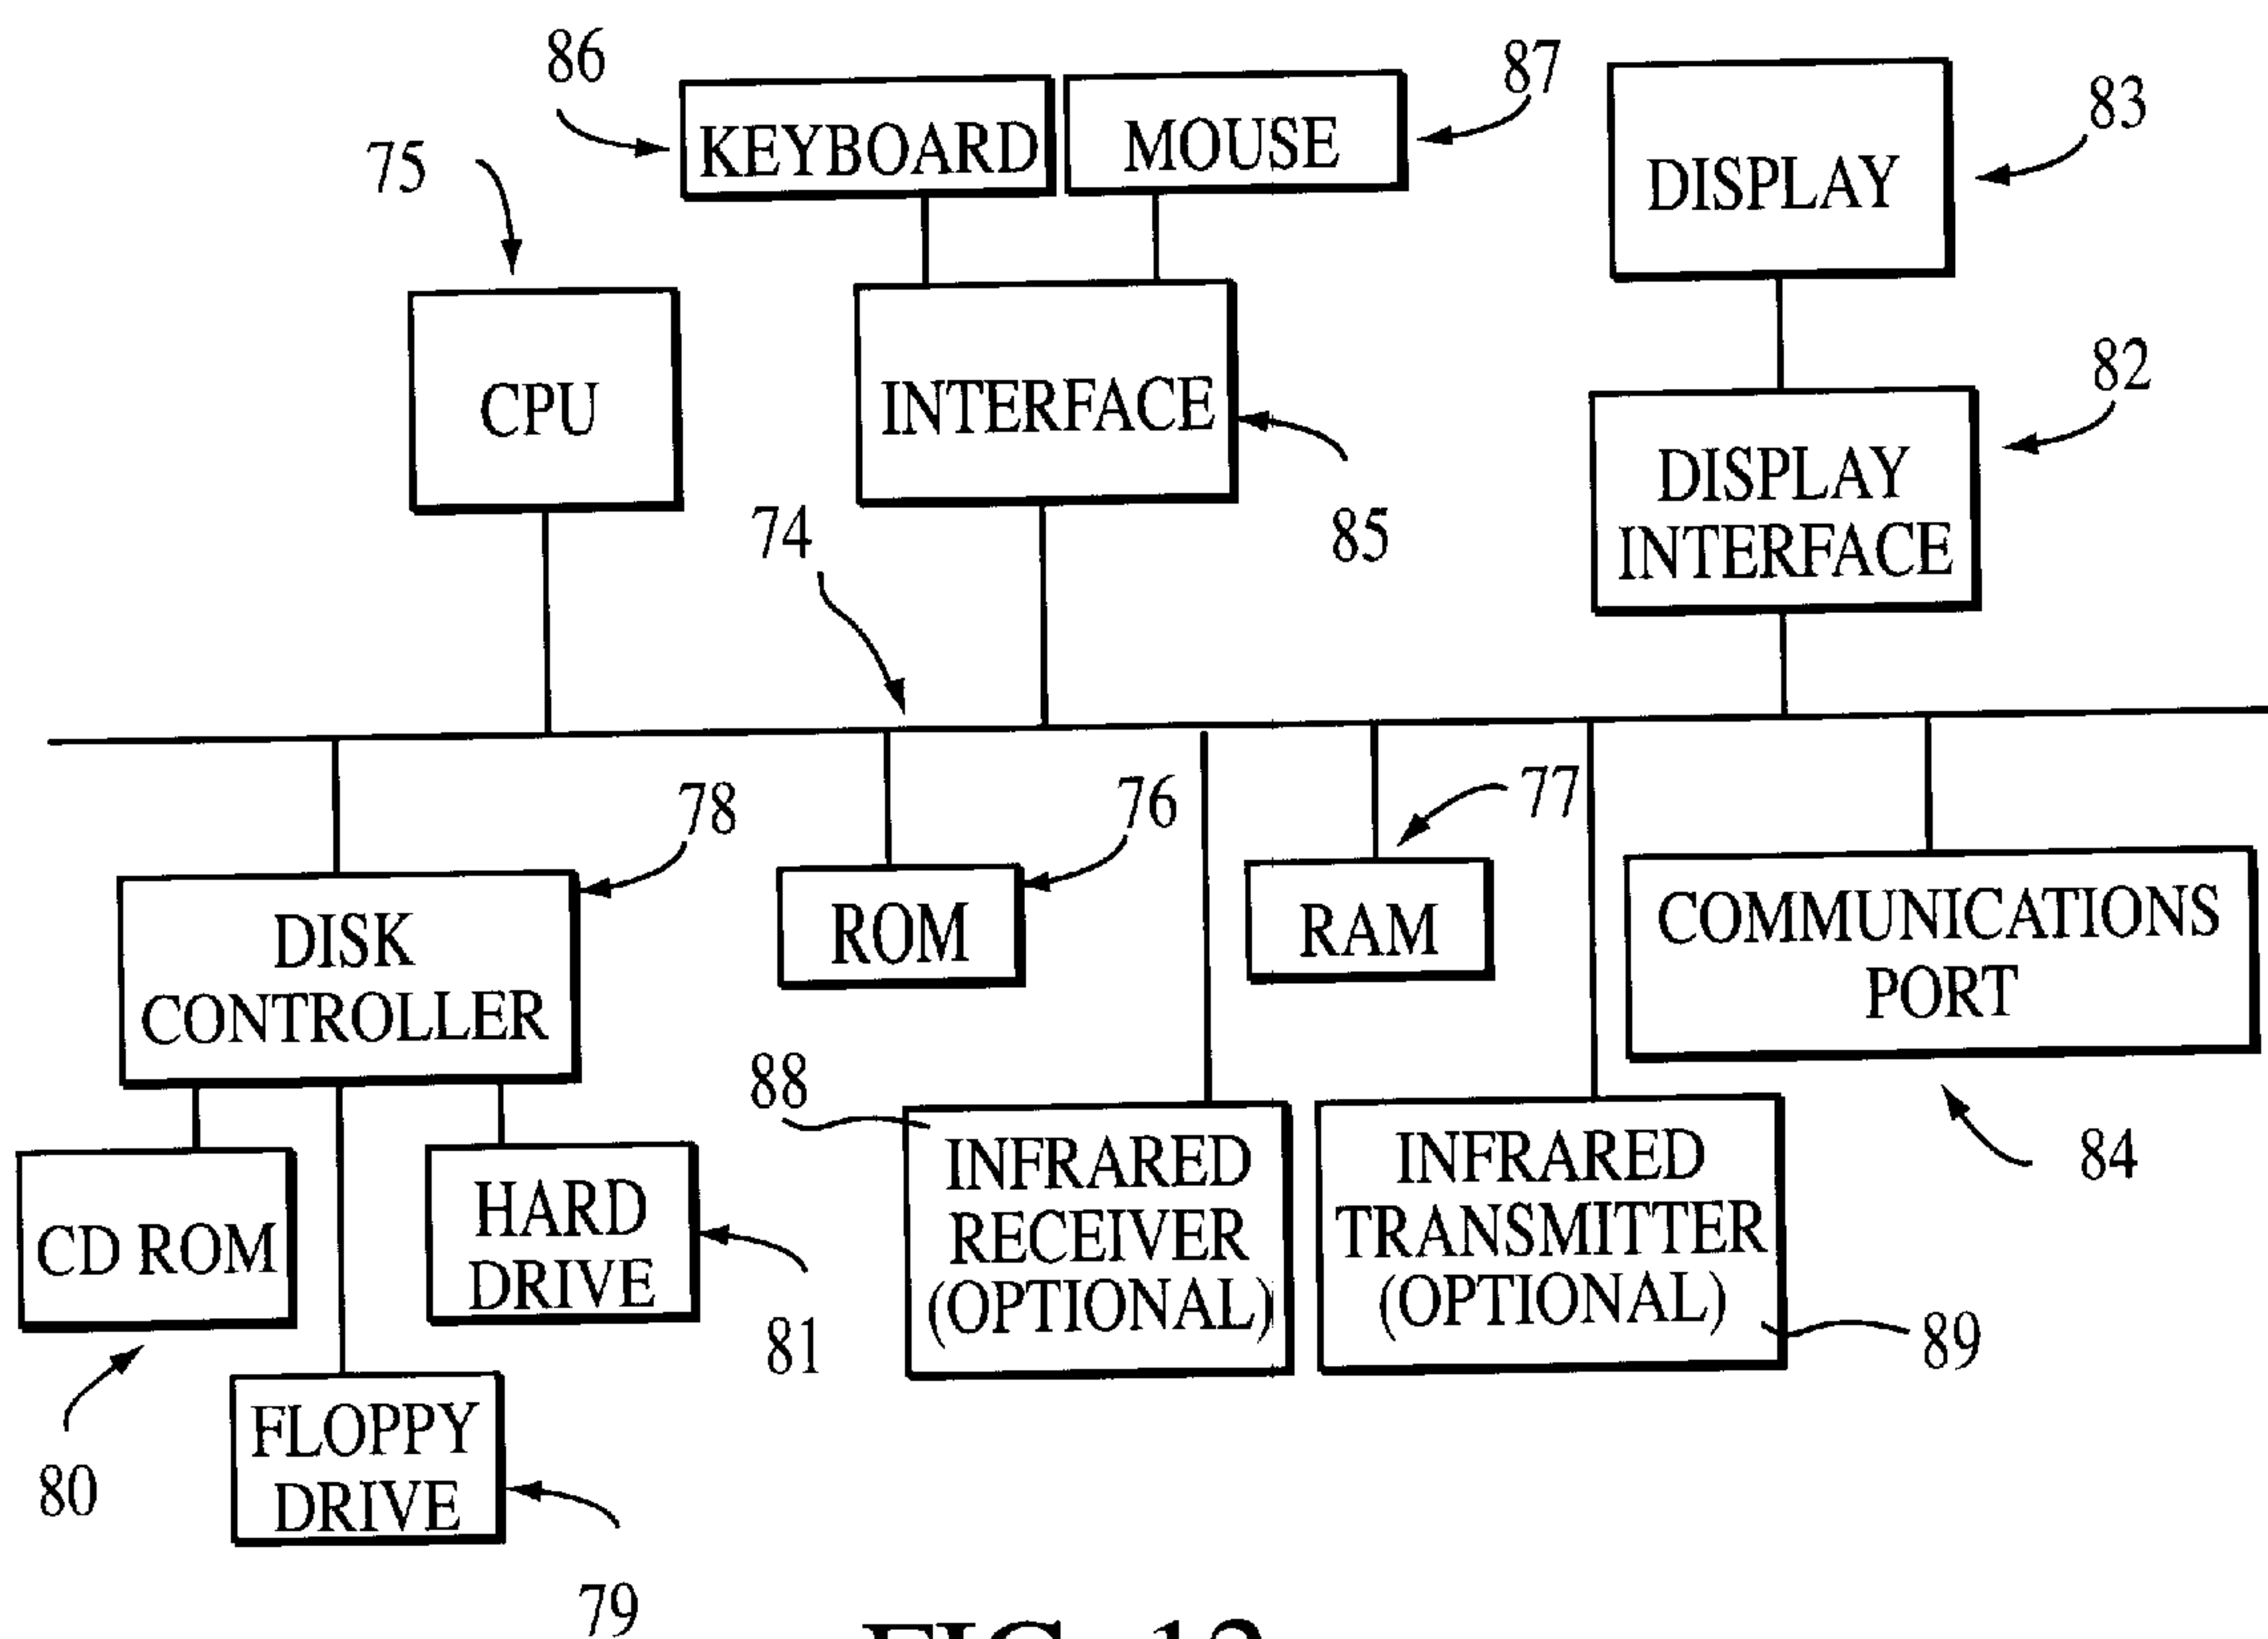 86
87
KEYBOARD
MOUSE
83
75
DISPLAY
CPU
INTERFACE
82
DISPLAY
INTERFACE
74
85
78
76
77
DISK
CONTROLLER
ROM
RAM
COMMUNICATIONS
PORT
88
INFRARED
RECEIVER
(OPTIONAL)
INFRARED
TRANSMITTER
(OPTIONAL)
84
CD ROM
HARD
DRIVE
81
89
80
FLOPPY
DRIVE
79